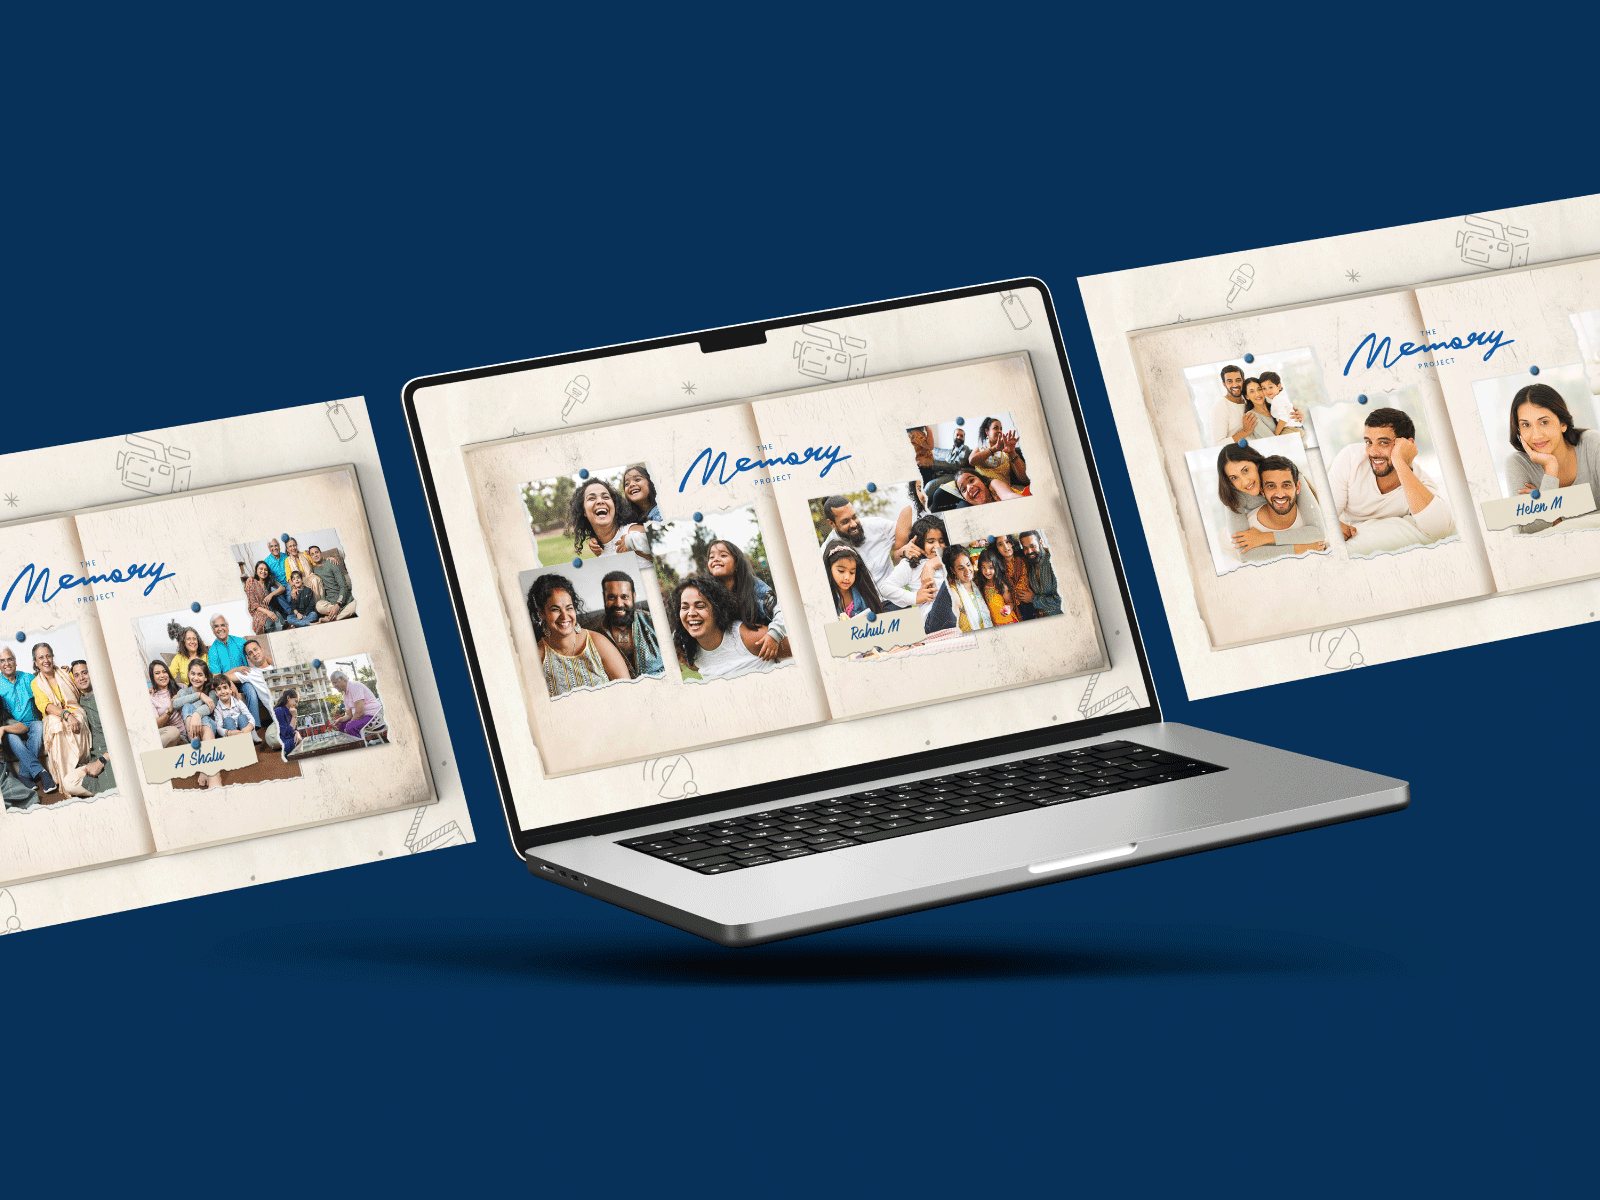 THE
Memory
PROJECT
A Shalu
THE
Memory
PROJECT
Rahul M
THE
Memory
PROJECT
Helen M